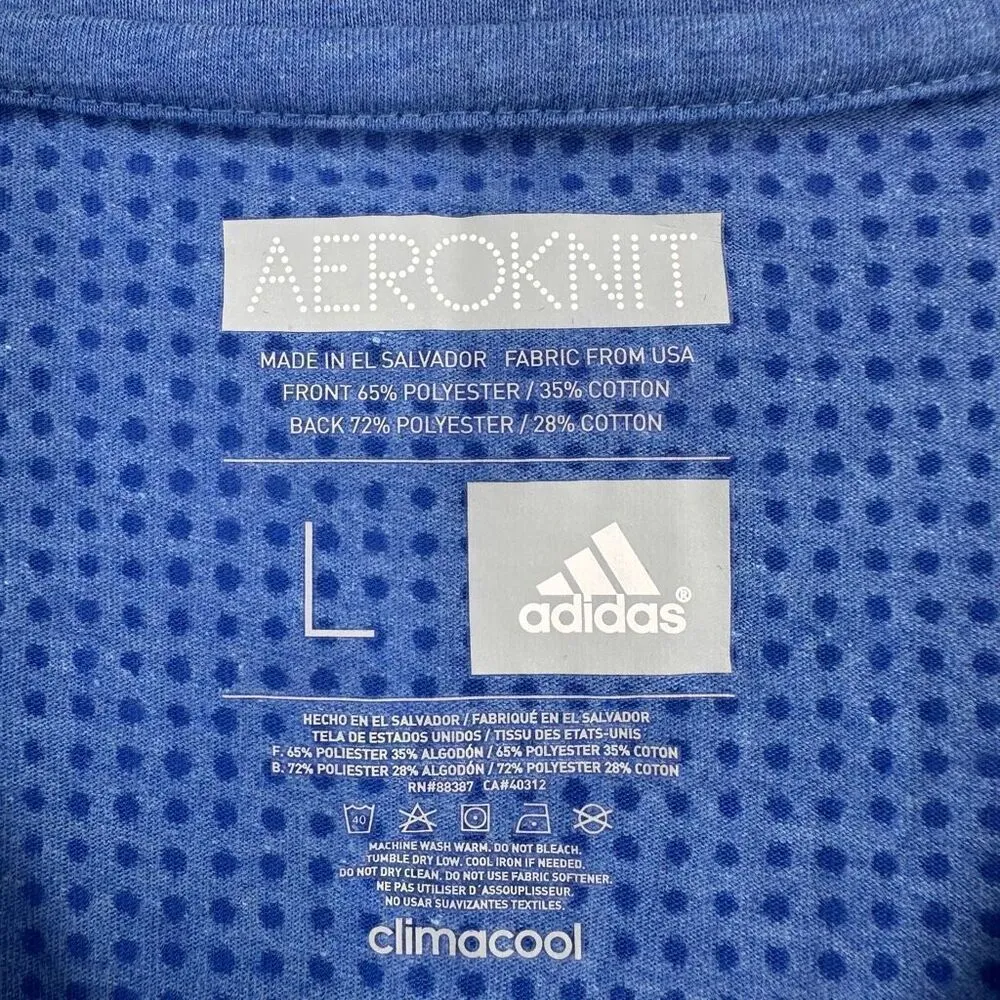 AEROKNIT
MADE IN EL SALVADOR FABRIC FROM USA
FRONT 65% POLYESTER / 35% COTTON
BACK 72% POLYESTER / 28% COTTON
L
adidas®
HECHO EN EL SALVADOR / FABRIQUÉ EN EL SALVADOR
TELA DE ESTADOS UNIDOS / TISSU DES ETATS-UNIS
F. 65% POLIESTER 35% ALGODÓN / 65% POLYESTER 35% COTON
B. 72% POLIESTER 28% ALGODÓN / 72% POLYESTER 28% COTON
RN#88387 CA#40312
40
MACHINE WASH WARM. DO NOT BLEACH.
TUMBLE DRY LOW. COOL IRON IF NEEDED.
DO NOT DRY CLEAN. DO NOT USE FABRIC SOFTENER.
NE PAS UTILISER D'ASSOUPLISSEUR.
NO USAR SUAVIZANTES TEXTILES.
climacool